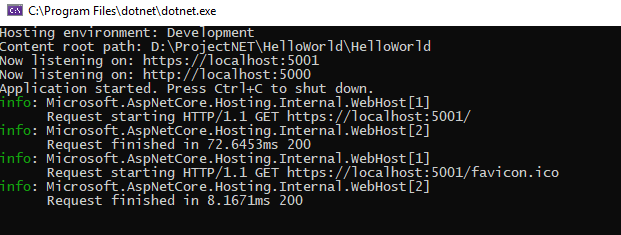 C:\Program Files\dotnet\dotnet.exe
Hosting environment: Development
Content root path: D:\ProjectNET\HelloWorld\HelloWorld
Now listening on: https://localhost:5001
Now listening on: http://localhost:5000
Application started. Press Ctrl+C to shut down.
info: Microsoft.AspNetCore.Hosting.Internal.WebHost[1]
      Request starting HTTP/1.1 GET https://localhost:5001/
info: Microsoft.AspNetCore.Hosting.Internal.WebHost[2]
      Request finished in 72.6453ms 200
info: Microsoft.AspNetCore.Hosting.Internal.WebHost[1]
      Request starting HTTP/1.1 GET https://localhost:5001/favicon.ico
info: Microsoft.AspNetCore.Hosting.Internal.WebHost[2]
      Request finished in 8.1671ms 200